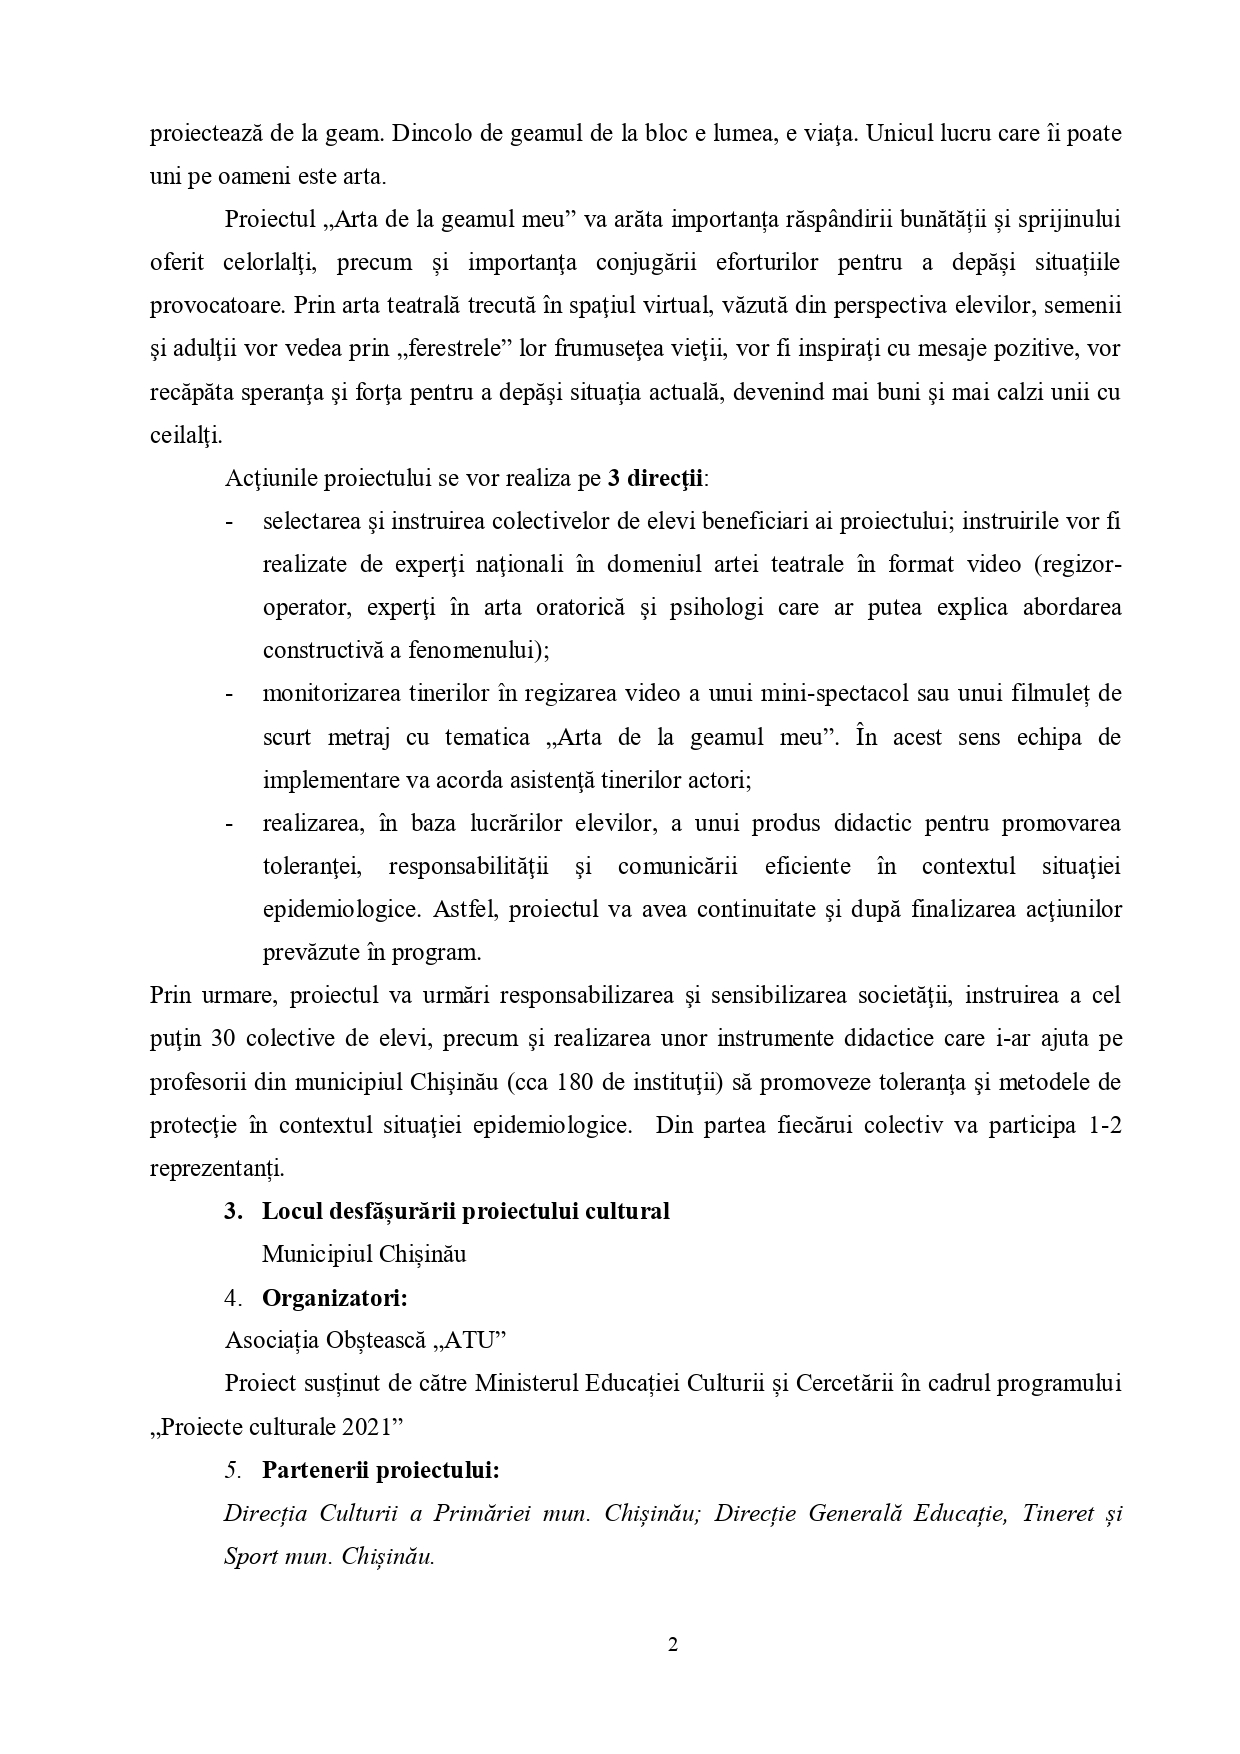 proiectează de la geam. Dincolo de geamul de la bloc e lumea, e viaţa. Unicul lucru care îi poate
uni pe oameni este arta.
Proiectul „Arta de la geamul meu” va arăta importanța răspândirii bunătății și sprijinului
oferit celorlalţi, precum și importanţa conjugării eforturilor pentru a depăși situațiile
provocatoare. Prin arta teatrală trecută în spaţiul virtual, văzută din perspectiva elevilor, semenii
şi adulţii vor vedea prin „ferestrele” lor frumuseţea vieţii, vor fi inspiraţi cu mesaje pozitive, vor
recăpăta speranţa şi forţa pentru a depăşi situaţia actuală, devenind mai buni şi mai calzi unii cu
ceilalţi.
Acţiunile proiectului se vor realiza pe 3 direcţii:
- selectarea şi instruirea colectivelor de elevi beneficiari ai proiectului; instruirile vor fi
realizate de experţi naţionali în domeniul artei teatrale în format video (regizor-
operator, experţi în arta oratorică şi psihologi care ar putea explica abordarea
constructivă a fenomenului);
- monitorizarea tinerilor în regizarea video a unui mini-spectacol sau unui filmuleț de
scurt metraj cu tematica „Arta de la geamul meu”. În acest sens echipa de
implementare va acorda asistenţă tinerilor actori;
- realizarea, în baza lucrărilor elevilor, a unui produs didactic pentru promovarea
toleranţei, responsabilităţii şi comunicării eficiente în contextul situaţiei
epidemiologice. Astfel, proiectul va avea continuitate şi după finalizarea acţiunilor
prevăzute în program.
Prin urmare, proiectul va urmări responsabilizarea şi sensibilizarea societăţii, instruirea a cel
puţin 30 colective de elevi, precum şi realizarea unor instrumente didactice care i-ar ajuta pe
profesorii din municipiul Chişinău (cca 180 de instituţii) să promoveze toleranţa şi metodele de
protecţie în contextul situaţiei epidemiologice. Din partea fiecărui colectiv va participa 1-2
reprezentanți.
3. Locul desfășurării proiectului cultural
Municipiul Chișinău
4. Organizatori:
Asociația Obștească „ATU”
Proiect susținut de către Ministerul Educației Culturii și Cercetării în cadrul programului
„Proiecte culturale 2021”
5. Partenerii proiectului:
Direcția Culturii a Primăriei mun. Chișinău; Direcție Generală Educație, Tineret și
Sport mun. Chișinău.
2